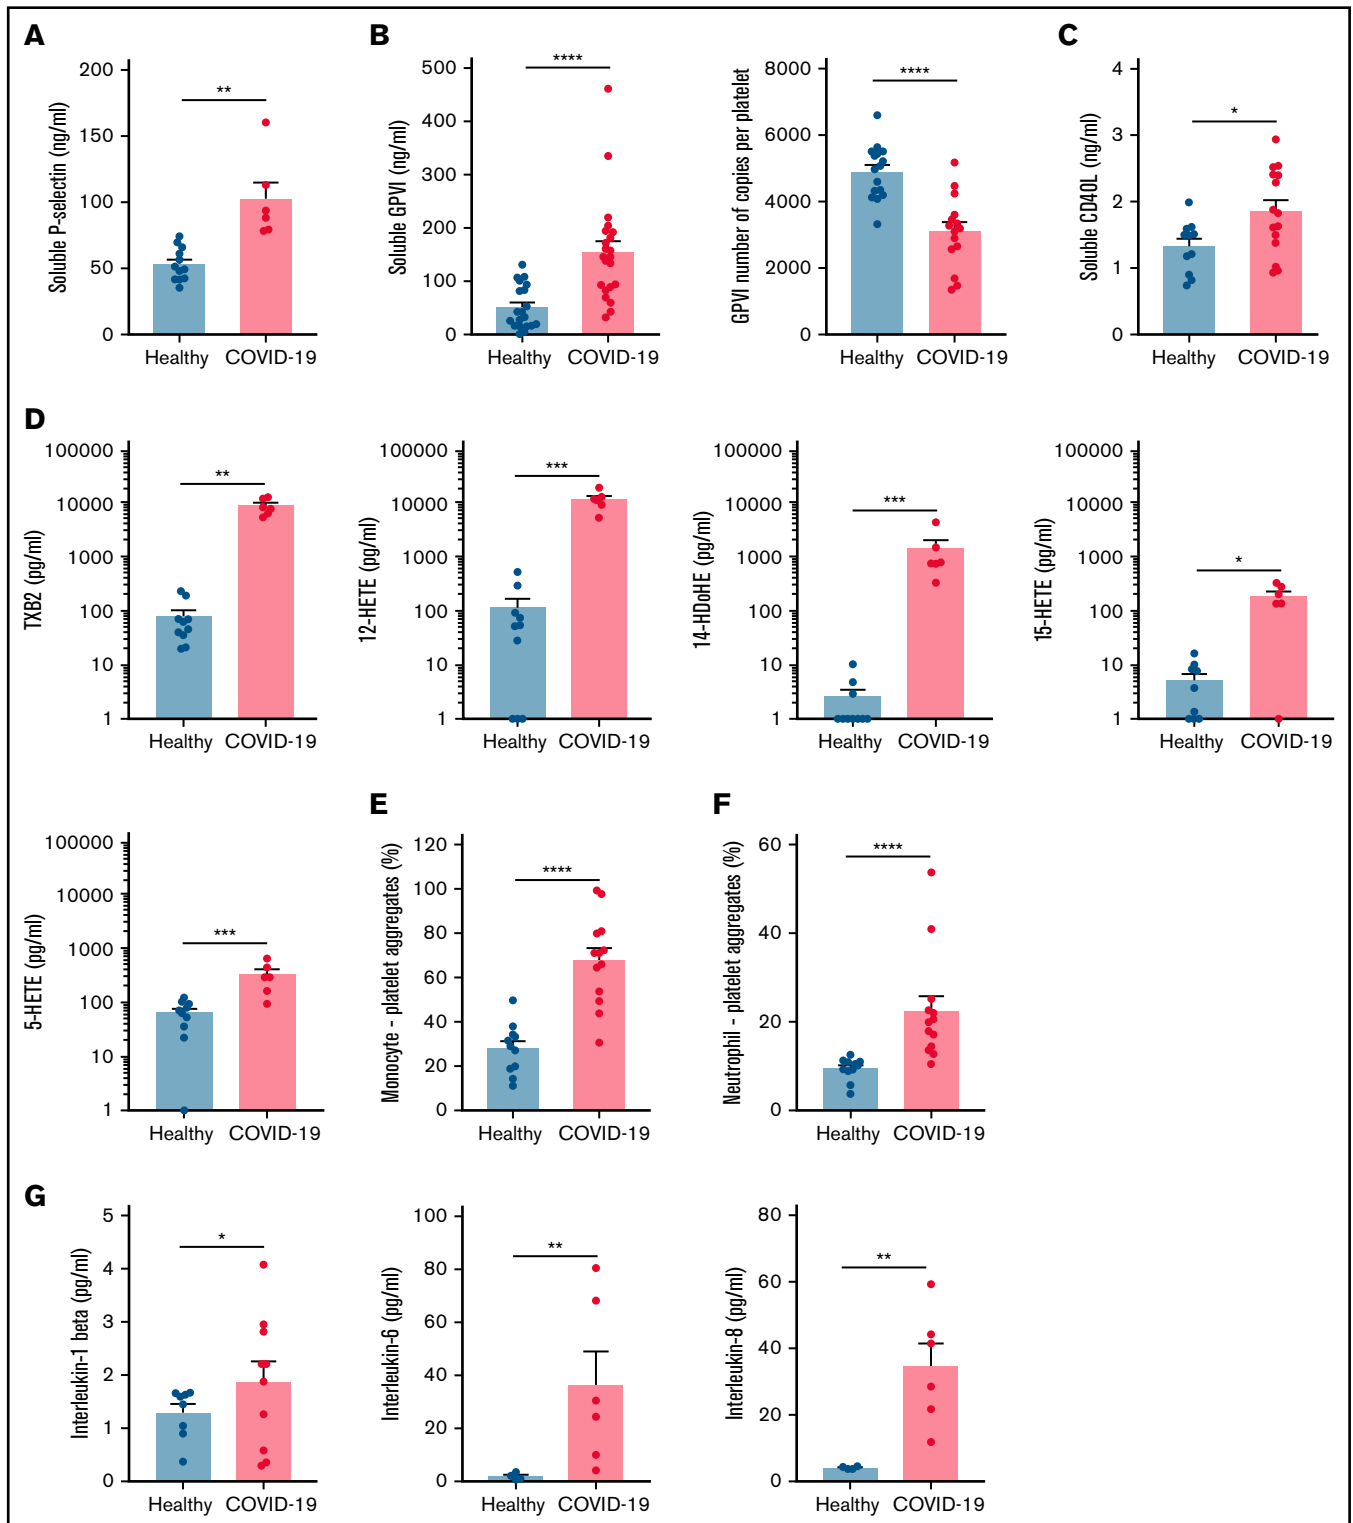 A
B
C
Soluble P-selectin (ng/ml)
200
150
100
50
0
**
Healthy COVID-19
Soluble GPVI (ng/ml)
500
400
300
200
100
0
****
Healthy COVID-19
GPVI number of copies per platelet
8000
6000
4000
2000
0
****
Healthy COVID-19
Soluble CD40L (ng/ml)
4
3
2
1
0
*
Healthy COVID-19
D
TXB2 (pg/ml)
100000
10000
1000
100
10
1
**
Healthy COVID-19
12-HETE (pg/ml)
100000
10000
1000
100
10
1
***
Healthy COVID-19
14-HDoHE (pg/ml)
100000
10000
1000
100
10
1
***
Healthy COVID-19
15-HETE (pg/ml)
100000
10000
1000
100
10
1
*
Healthy COVID-19
5-HETE (pg/ml)
100000
10000
1000
100
10
1
***
Healthy COVID-19
E
Monocyte - platelet aggregates (%)
120
100
80
60
40
20
0
****
Healthy COVID-19
F
Neutrophil - platelet aggregates (%)
60
40
20
0
****
Healthy COVID-19
G
Interleukin-1 beta (pg/ml)
5
4
3
2
1
0
*
Healthy COVID-19
Interleukin-6 (pg/ml)
100
80
60
40
20
0
**
Healthy COVID-19
Interleukin-8 (pg/ml)
80
60
40
20
0
**
Healthy COVID-19